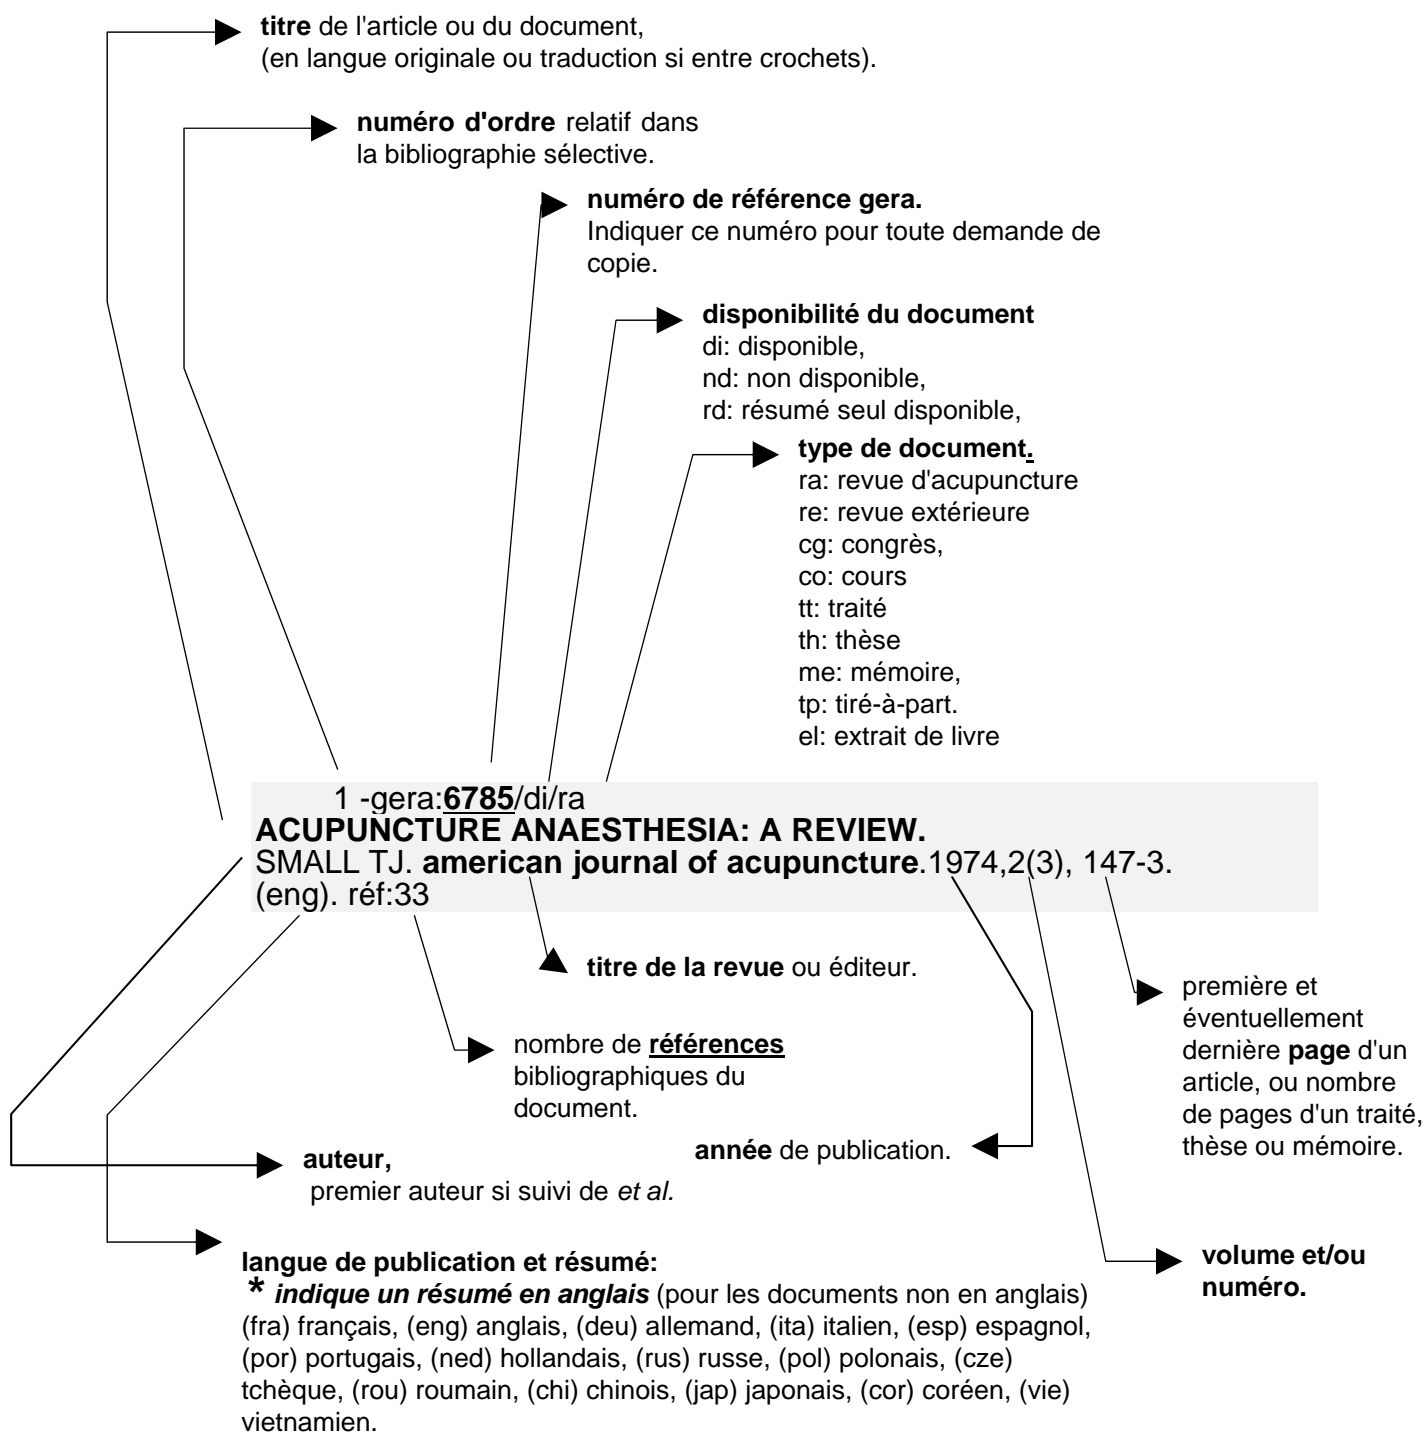 titre de l'article ou du document,
(en langue originale ou traduction si entre crochets).
numéro d'ordre relatif dans
la bibliographie sélective.
numéro de référence gera.
Indiquer ce numéro pour toute demande de
copie.
disponibilité du document
di: disponible,
nd: non disponible,
rd: résumé seul disponible,
type de document.
ra: revue d'acupuncture
re: revue extérieure
cg: congrès,
co: cours
tt: traité
th: thèse
me: mémoire,
tp: tiré-à-part.
el: extrait de livre
1 -gera:6785/di/ra
ACUPUNCTURE ANAESTHESIA: A REVIEW.
SMALL TJ. american journal of acupuncture.1974,2(3), 147-3.
(eng). réf:33
titre de la revue ou éditeur.
première et
éventuellement
dernière page d'un
article, ou nombre
de pages d'un traité,
thèse ou mémoire.
nombre de références
bibliographiques du
document.
année de publication.
auteur,
premier auteur si suivi de et al.
langue de publication et résumé:
* indique un résumé en anglais (pour les documents non en anglais)
(fra) français, (eng) anglais, (deu) allemand, (ita) italien, (esp) espagnol,
(por) portugais, (ned) hollandais, (rus) russe, (pol) polonais, (cze)
tchèque, (rou) roumain, (chi) chinois, (jap) japonais, (cor) coréen, (vie)
vietnamien.
volume et/ou
numéro.